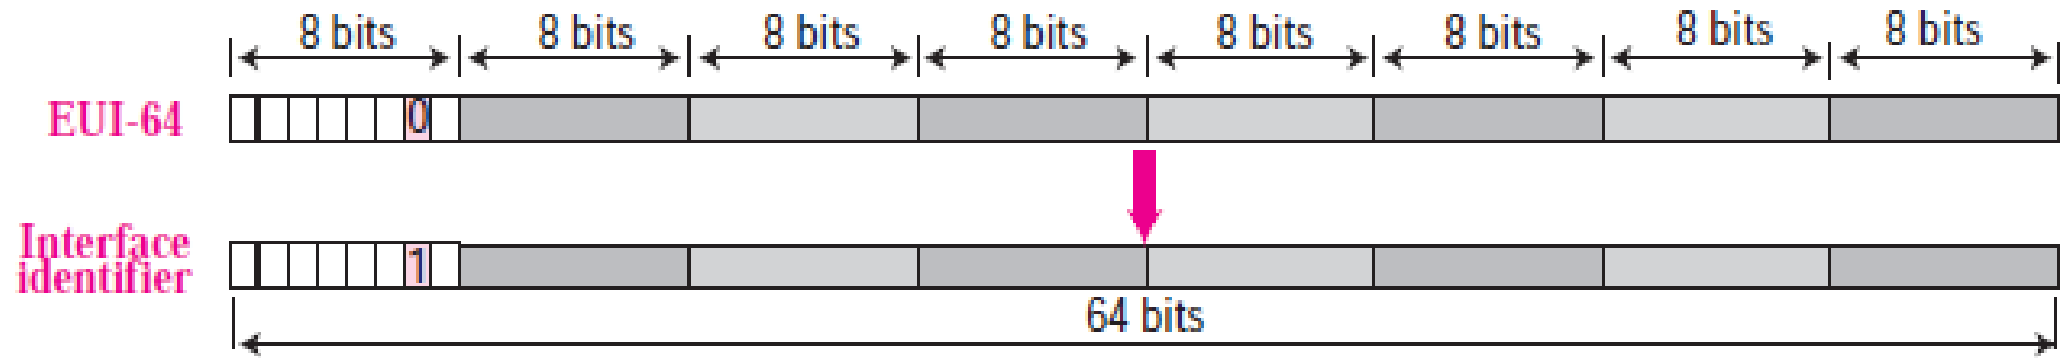 8 bits 8 bits 8 bits 8 bits 8 bits 8 bits 8 bits 8 bits
EUI-64 0
Interface
identifier 1
64 bits